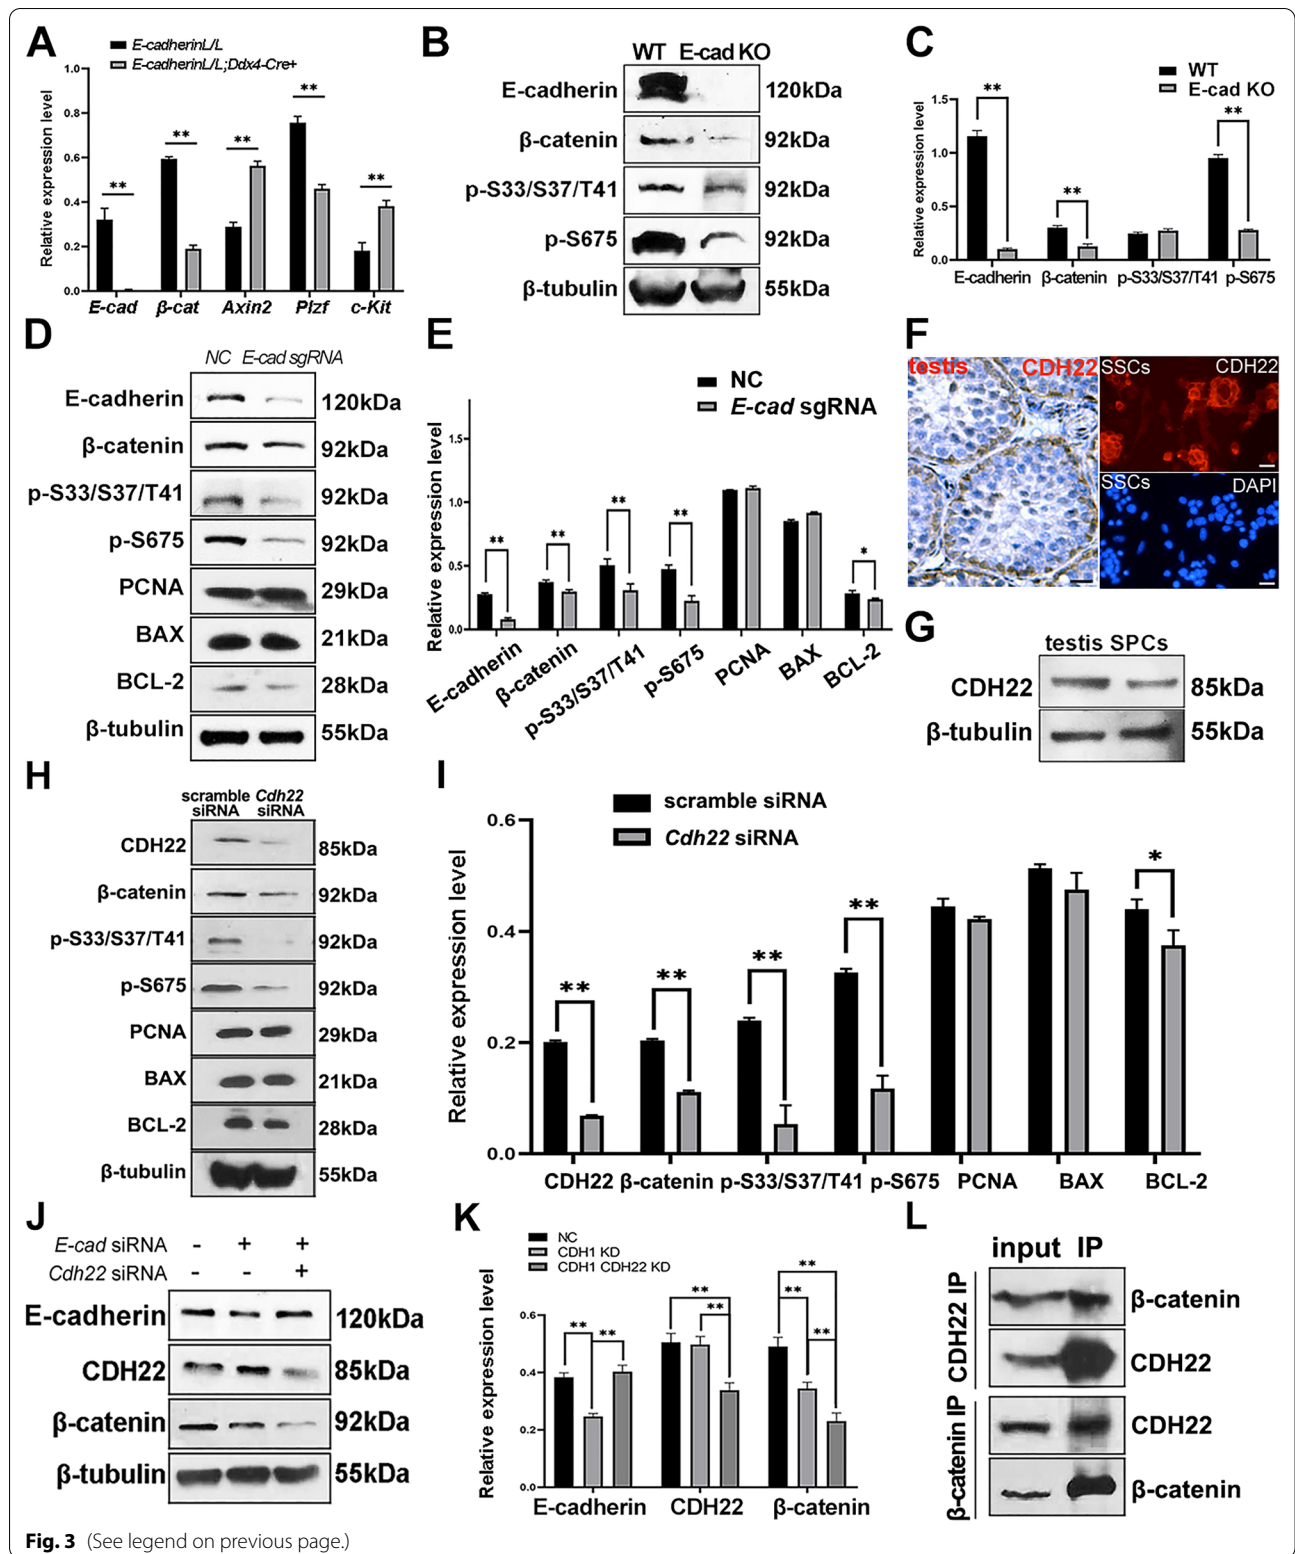 A
E-cadherinL/L
E-cadherinL/L;Ddx4-Cre+
Relative expression level
1.0
0.8
0.6
0.4
0.2
0.0
** ** ** ** **
E-cad β-cat Axin2 Plzf c-Kit
B
WT E-cad KO
E-cadherin 120kDa
β-catenin 92kDa
p-S33/S37/T41 92kDa
p-S675 92kDa
β-tubulin 55kDa
C
WT
E-cad KO
Relative expression level
1.5
1.0
0.5
0.0
** ** **
E-cadherin β-catenin p-S33/S37/T41 p-S675
D
NC E-cad sgRNA
E-cadherin 120kDa
β-catenin 92kDa
p-S33/S37/T41 92kDa
p-S675 92kDa
PCNA 29kDa
BAX 21kDa
BCL-2 28kDa
β-tubulin 55kDa
E
NC
E-cad sgRNA
Relative expression level
1.5
1.0
0.5
0.0
** ** ** ** *
E-cadherin β-catenin p-S33/S37/T41 p-S675 PCNA BAX BCL-2
F
testis CDH22
SSCs CDH22
SSCs DAPI
G
testis SPCs
CDH22 85kDa
β-tubulin 55kDa
H
scramble Cdh22
siRNA siRNA
CDH22 85kDa
β-catenin 92kDa
p-S33/S37/T41 92kDa
p-S675 92kDa
PCNA 29kDa
BAX 21kDa
BCL-2 28kDa
β-tubulin 55kDa
I
scramble siRNA
Cdh22 siRNA
Relative expression level
0.6
0.4
0.2
0.0
** ** ** ** *
CDH22 β-catenin p-S33/S37/T41 p-S675 PCNA BAX BCL-2
J
E-cad siRNA - + +
Cdh22 siRNA - - +
E-cadherin 120kDa
CDH22 85kDa
β-catenin 92kDa
β-tubulin 55kDa
K
NC
CDH1 KD
CDH1 CDH22 KD
Relative expression level
0.6
0.4
0.2
0.0
** ** ** ** ** ** **
E-cadherin CDH22 β-catenin
L
input IP
CDH22 IP
β-catenin
CDH22
β-catenin IP
CDH22
β-catenin
Fig. 3 (See legend on previous page.)